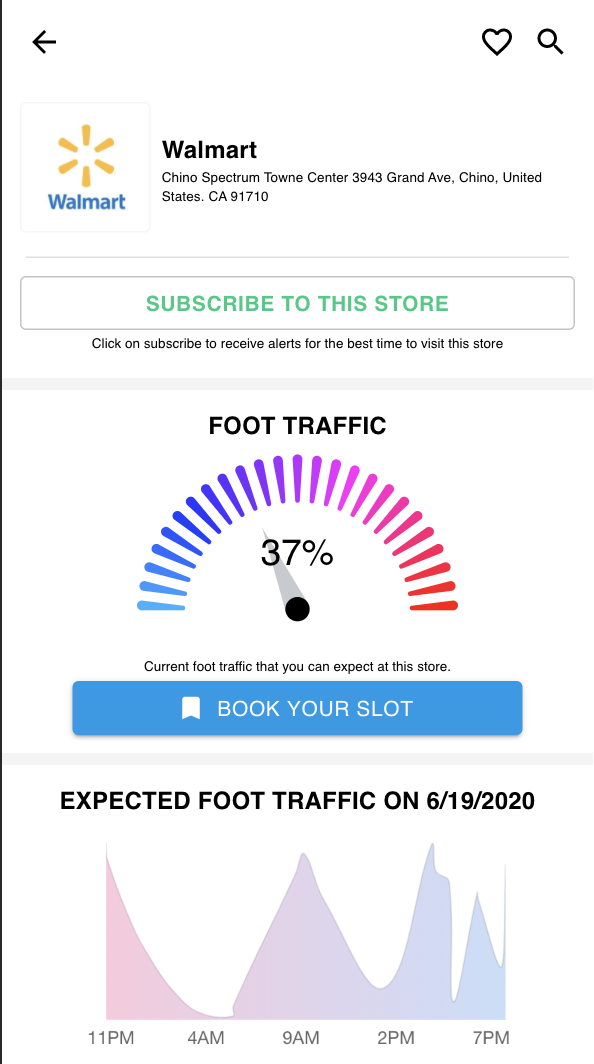 Walmart
Walmart
Chino Spectrum Towne Center 3943 Grand Ave, Chino, United
States. CA 91710
SUBSCRIBE TO THIS STORE
Click on subscribe to receive alerts for the best time to visit this store
FOOT TRAFFIC
37%
Current foot traffic that you can expect at this store.
BOOK YOUR SLOT
EXPECTED FOOT TRAFFIC ON 6/19/2020
11PM 4AM 9AM 2PM 7PM